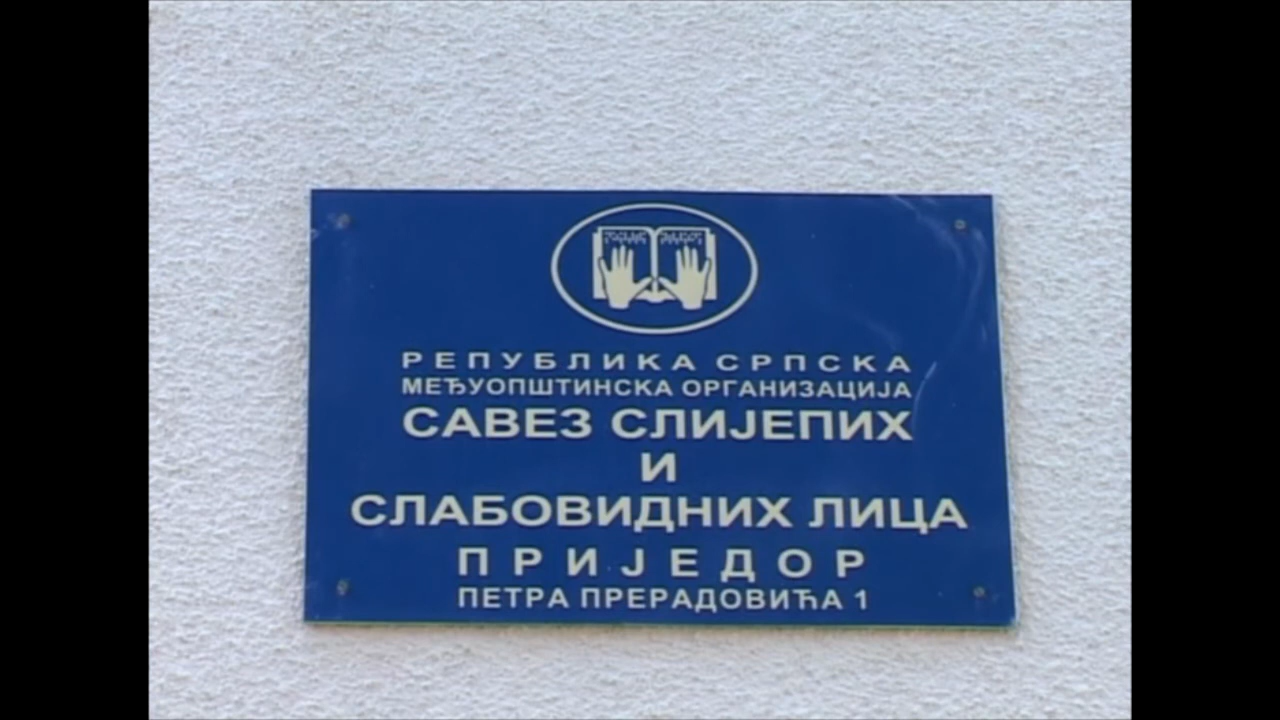 РЕПУБЛИКА СРПСКА
МЕЂУОПШТИНСКА ОРГАНИЗАЦИЈА
САВЕЗ СЛИЈЕПИХ
И
СЛАБОВИДНИХ ЛИЦА
ПРИЈЕДОР
ПЕТРА ПРЕРАДОВИЋА 1